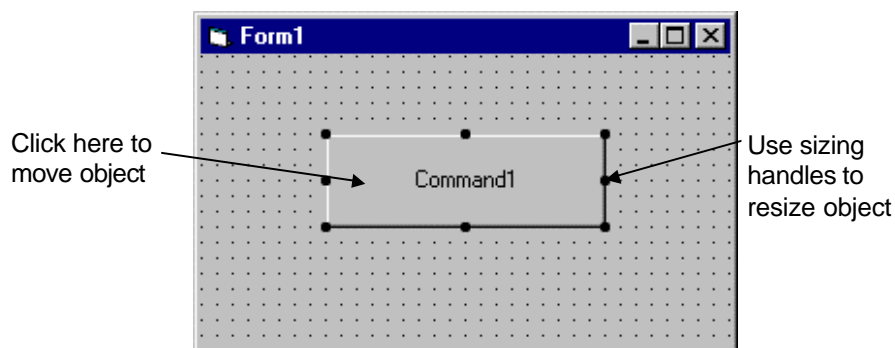 Form1
Click here to
move object
Command1
Use sizing
handles to
resize object